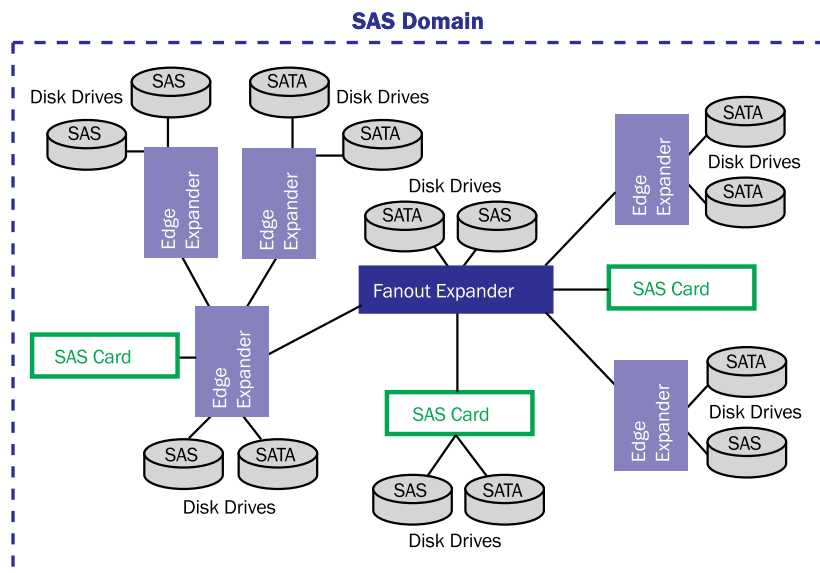 SAS Domain
SAS
Disk Drives
SAS
SATA
Disk Drives
SATA
Edge
Expander
Edge
Expander
Disk Drives
SATA
SAS
Edge
Expander
SATA
Disk Drives
SATA
Fanout Expander
SAS Card
SAS Card
Edge
Expander
SAS
SATA
Disk Drives
SAS Card
SAS
SATA
Disk Drives
Edge
Expander
SATA
Disk Drives
SAS